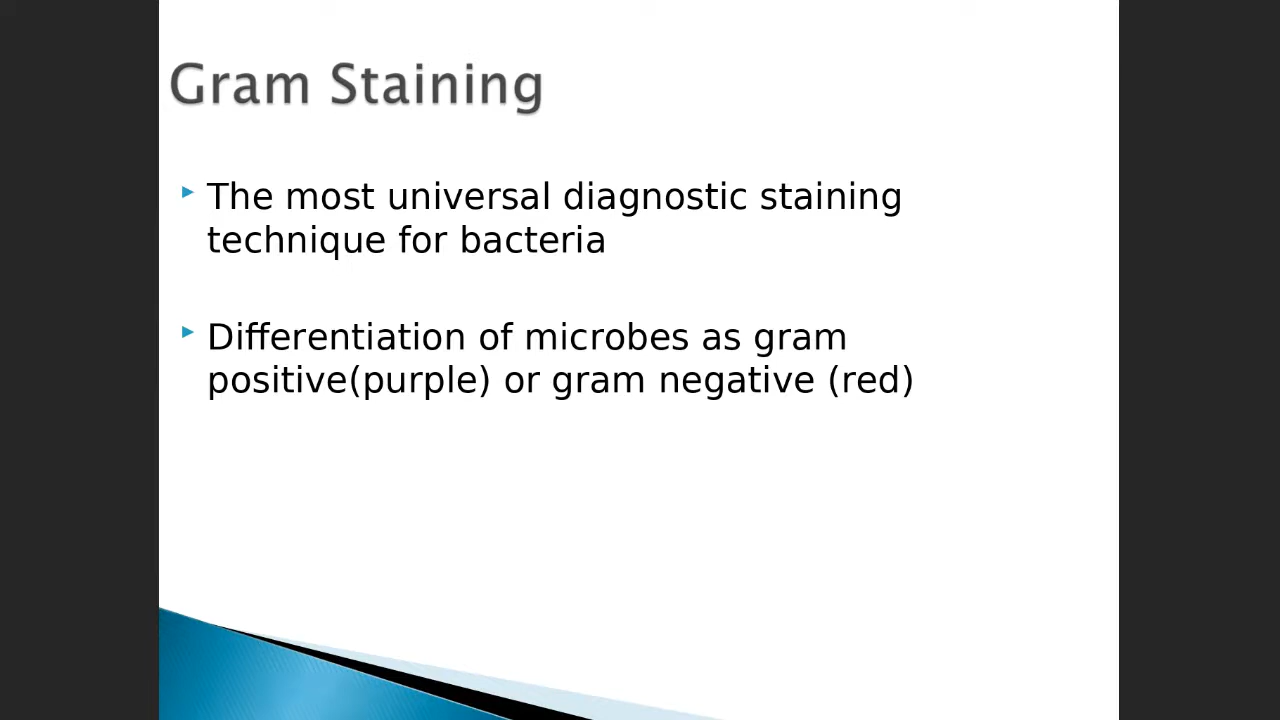 Gram Staining
The most universal diagnostic staining
technique for bacteria
Differentiation of microbes as gram
positive(purple) or gram negative (red)